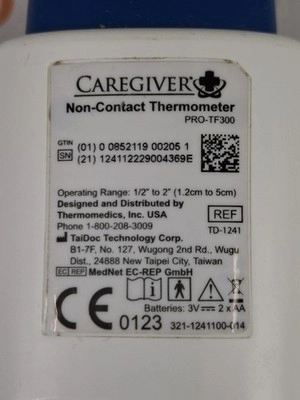 CAREGIVER®
Non-Contact Thermometer
PRO-TF300
GTIN (01) 0 0852119 00205 1
SN (21) 124112229004369E
Operating Range: 1/2" to 2" (1.2cm to 5cm)
Designed and Distributed by
Thermomedics, Inc. USA
Phone 1-800-208-3009
REF
TD-1241
TaiDoc Technology Corp.
B1-7F, No. 127, Wugong 2nd Rd., Wugu
Dist., 24888 New Taipei City, Taiwan
EC REP MedNet EC-REP GmbH
CE 0123
Batteries: 3V⎓ 2 x AA
321-1241100-014